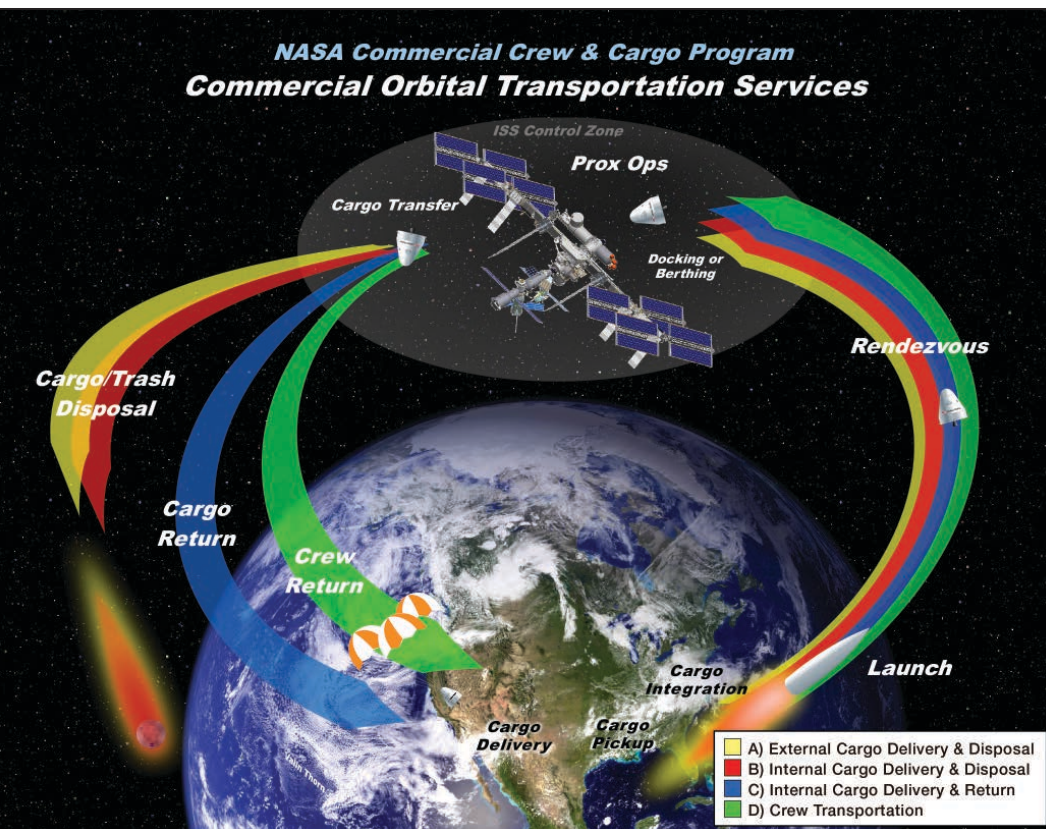 NASA Commercial Crew & Cargo Program
Commercial Orbital Transportation Services
ISS Control Zone
Prox Ops
Cargo Transfer
Docking or
Berthing
Rendezvous
Cargo/Trash
Disposal
Cargo
Return
Crew
Return
Launch
Cargo
Integration
Cargo
Delivery
Cargo
Pickup
A) External Cargo Delivery & Disposal
B) Internal Cargo Delivery & Disposal
C) Internal Cargo Delivery & Return
D) Crew Transportation